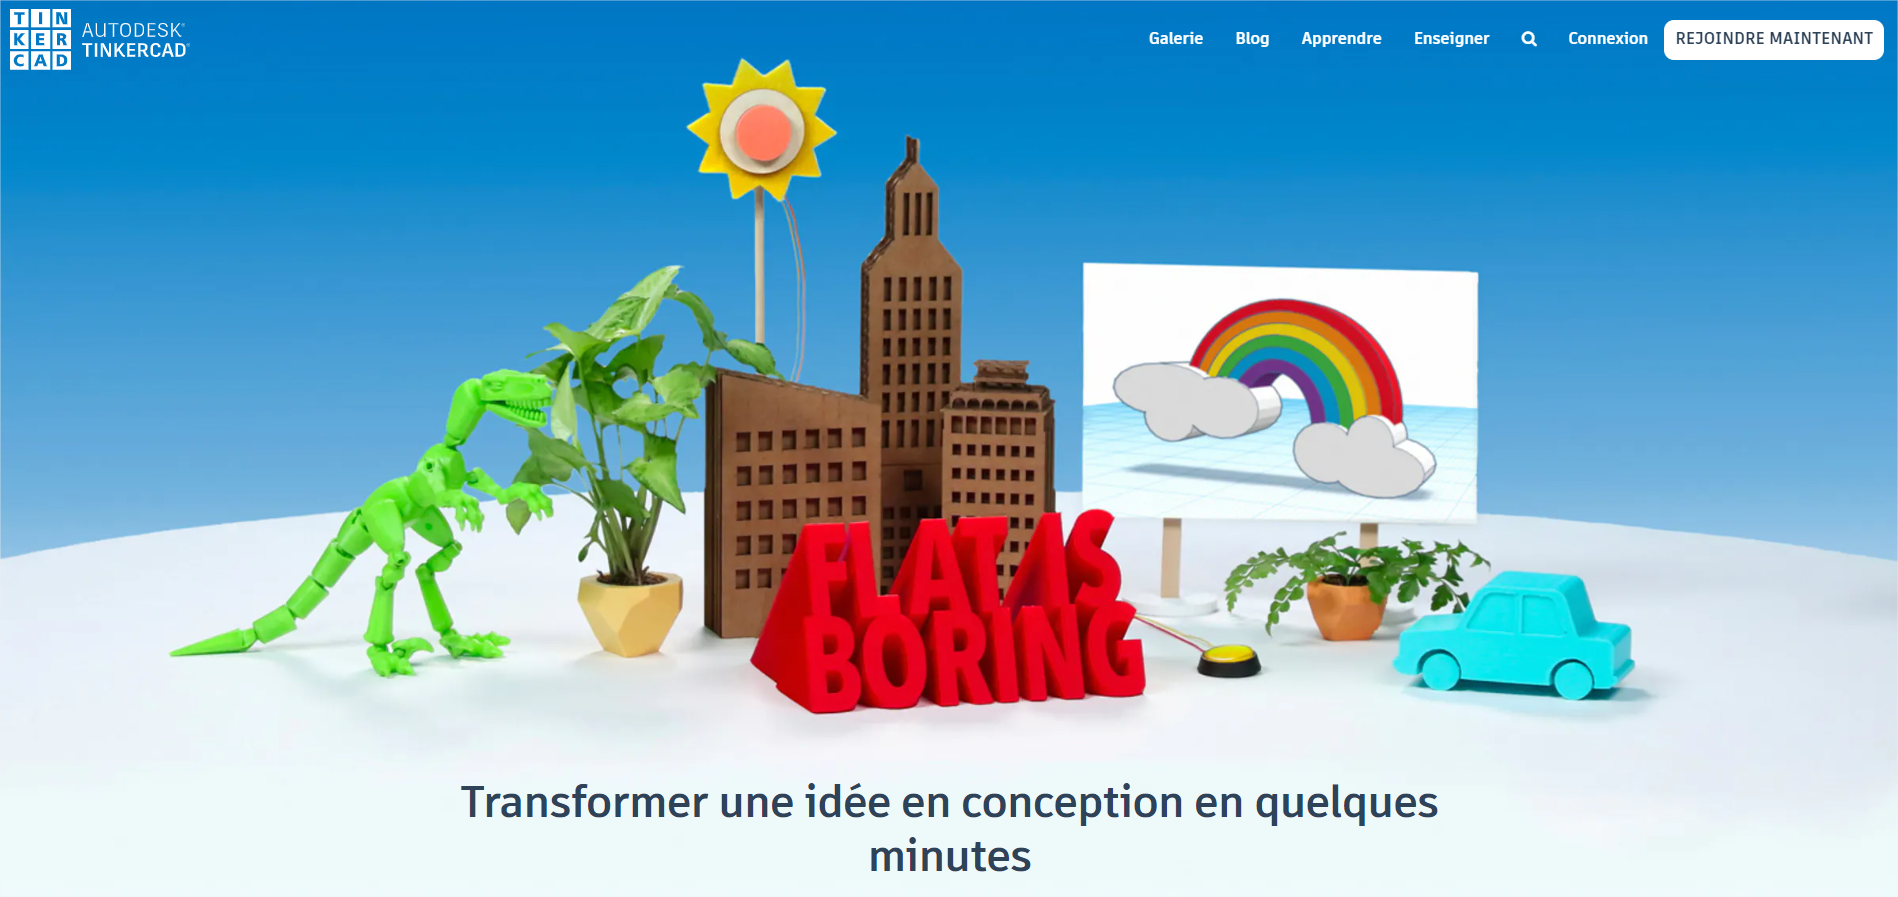 TIN
KER
CAD
AUTODESK®
TINKERCAD®
Galerie Blog Apprendre Enseigner Connexion REJOINDRE MAINTENANT
FLAT IS
BORING
Transformer une idée en conception en quelques
minutes